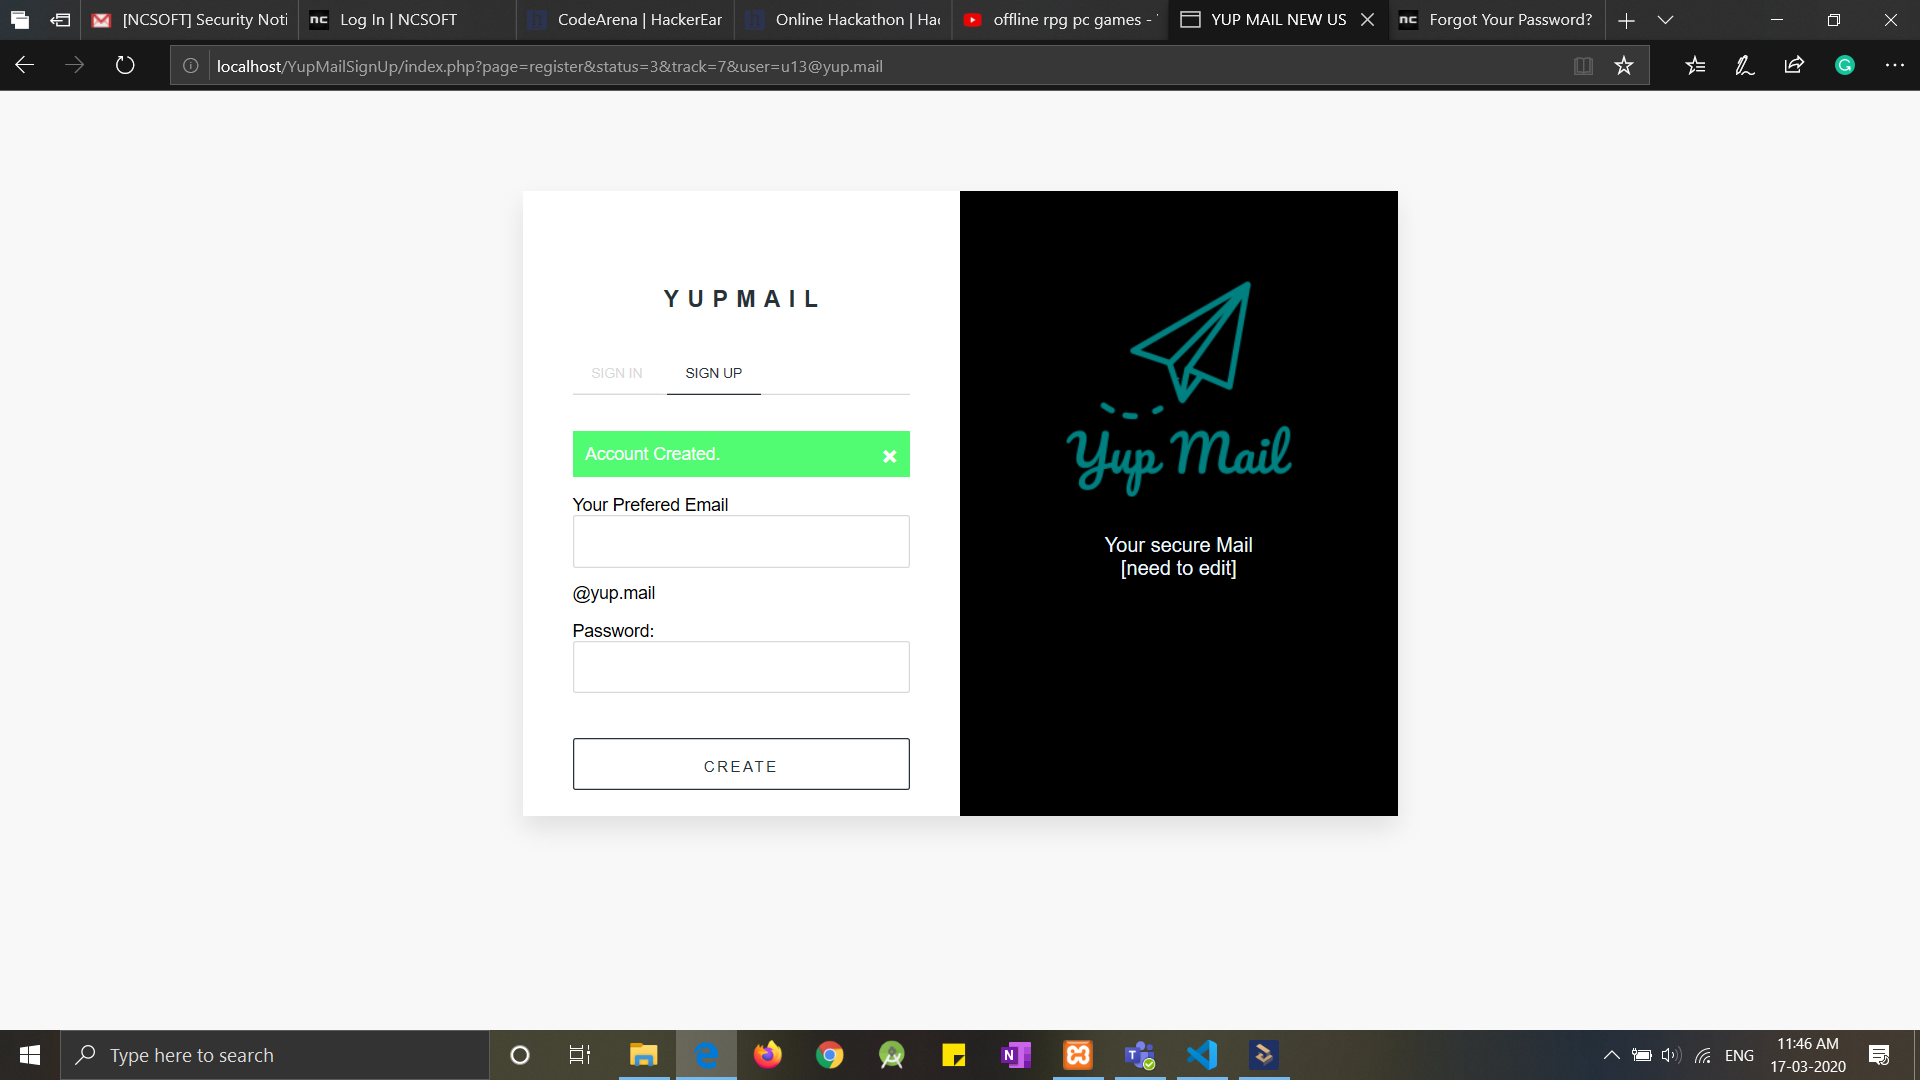 [NCSOFT] Security Noti
Log In | NCSOFT
CodeArena | HackerEar
Online Hackathon | Hac
offline rpg pc games -
YUP MAIL NEW US
Forgot Your Password?
localhost/YupMailSignUp/index.php?page=register&status=3&track=7&user=u13@yup.mail
YUPMAIL
SIGN IN
SIGN UP
Account Created.
Your Prefered Email
@yup.mail
Password:
CREATE
Yup Mail
Your secure Mail
[need to edit]
Type here to search
ENG
11:46 AM
17-03-2020